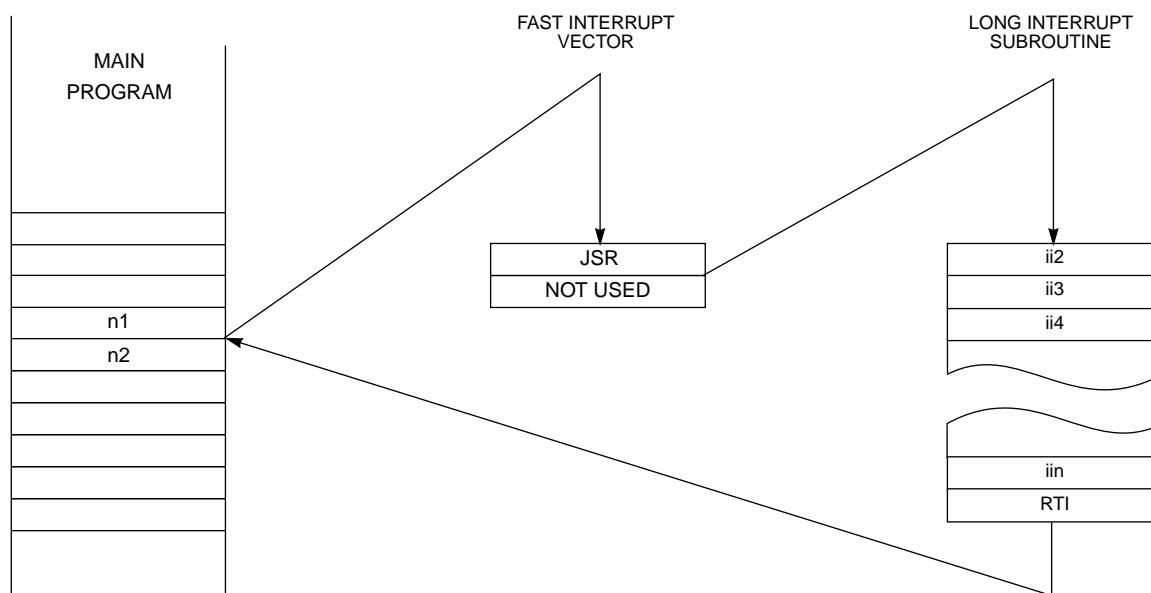 FAST INTERRUPT
VECTOR
LONG INTERRUPT
SUBROUTINE
MAIN
PROGRAM
JSR
NOT USED
n1
n2
ii2
ii3
ii4
iin
RTI